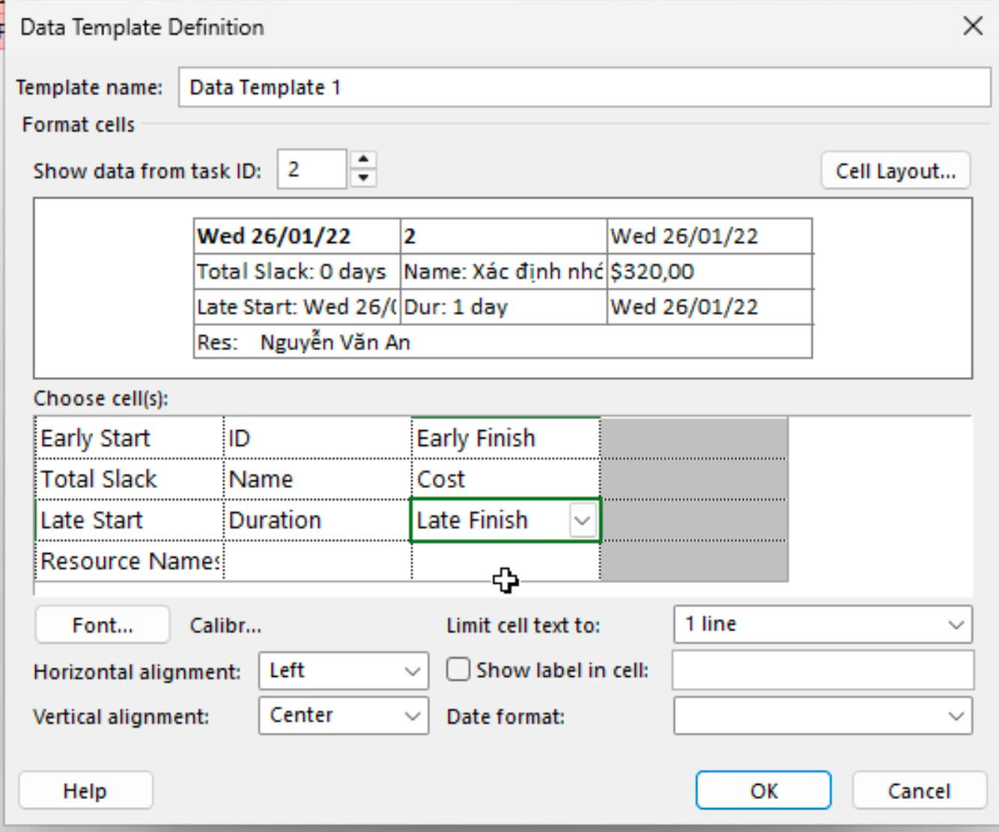 Data Template Definition
Template name: Data Template 1
Format cells
Show data from task ID: 2 Cell Layout...
Wed 26/01/22 2 Wed 26/01/22
Total Slack: 0 days Name: Xác định nhó $320,00
Late Start: Wed 26/0 Dur: 1 day Wed 26/01/22
Res: Nguyễn Văn An
Choose cell(s):
Early Start ID Early Finish
Total Slack Name Cost
Late Start Duration Late Finish
Resource Names
Font... Calibr... Limit cell text to: 1 line
Horizontal alignment: Left Show label in cell:
Vertical alignment: Center Date format:
Help OK Cancel